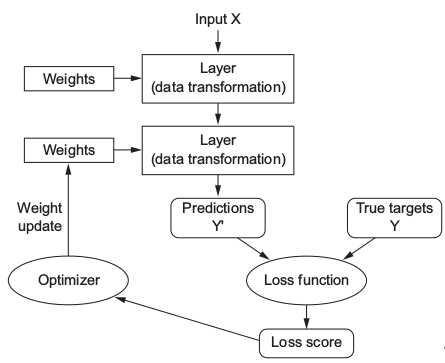 Input X
Layer
(data transformation)
Weights
Layer
(data transformation)
Weights
Weight
update
Predictions
Y'
True targets
Y
Optimizer
Loss function
Loss score